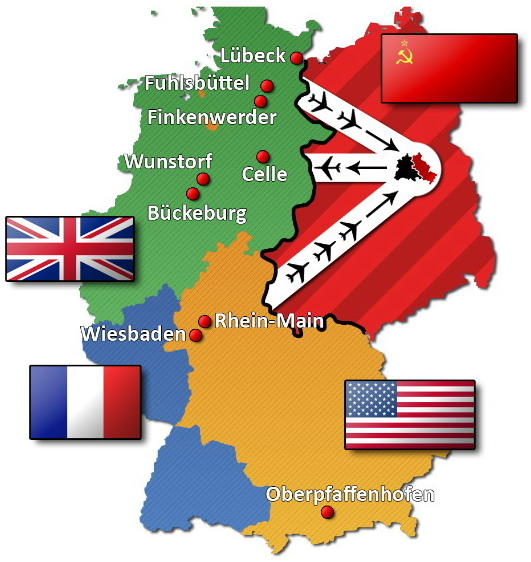 Lübeck
Fuhlsbüttel
Finkenwerder
Wunstorf
Celle
Bückeburg
Rhein-Main
Wiesbaden
Oberpfaffenhofen